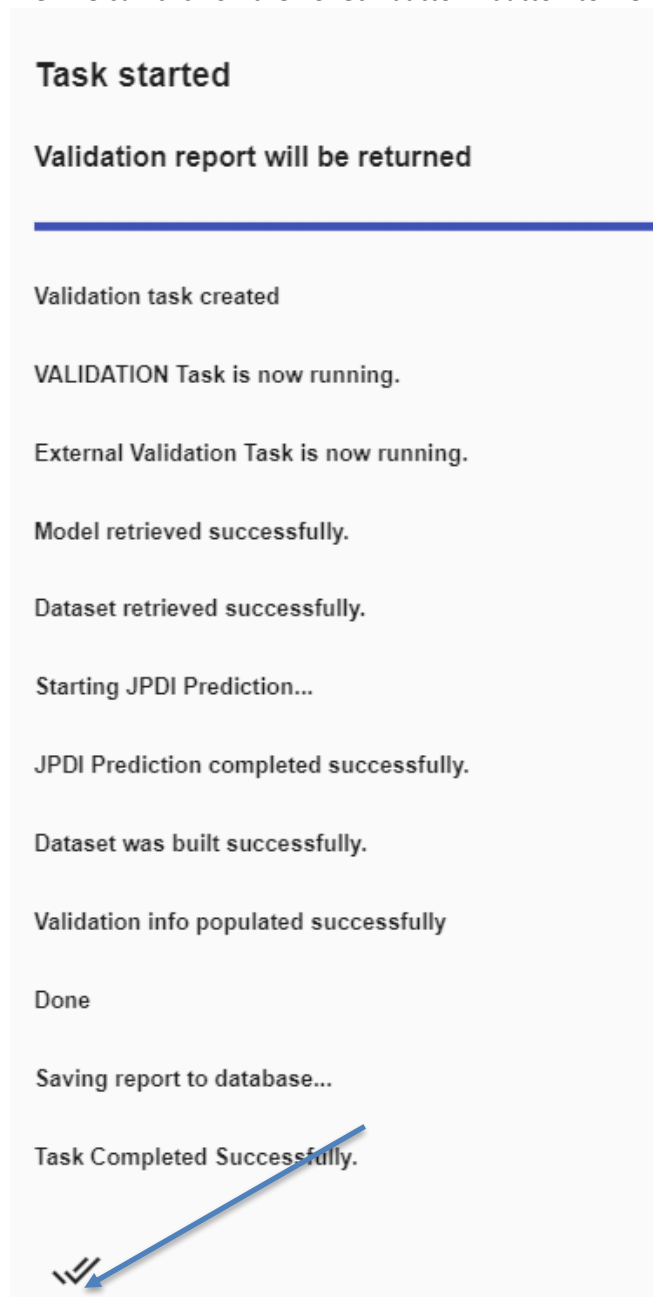 Task started
Validation report will be returned
Validation task created
VALIDATION Task is now running.
External Validation Task is now running.
Model retrieved successfully.
Dataset retrieved successfully.
Starting JPDI Prediction...
JPDI Prediction completed successfully.
Dataset was built successfully.
Validation info populated successfully
Done
Saving report to database...
Task Completed Successfully.